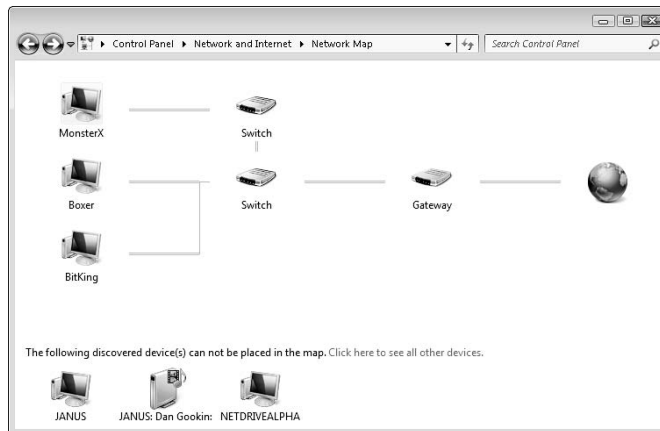 Control Panel Network and Internet Network Map Search Control Panel
MonsterX Switch
Boxer Switch Gateway
BitKing
The following discovered device(s) can not be placed in the map. Click here to see all other devices.
JANUS JANUS: Dan Gookin: NETDRIVEALPHA